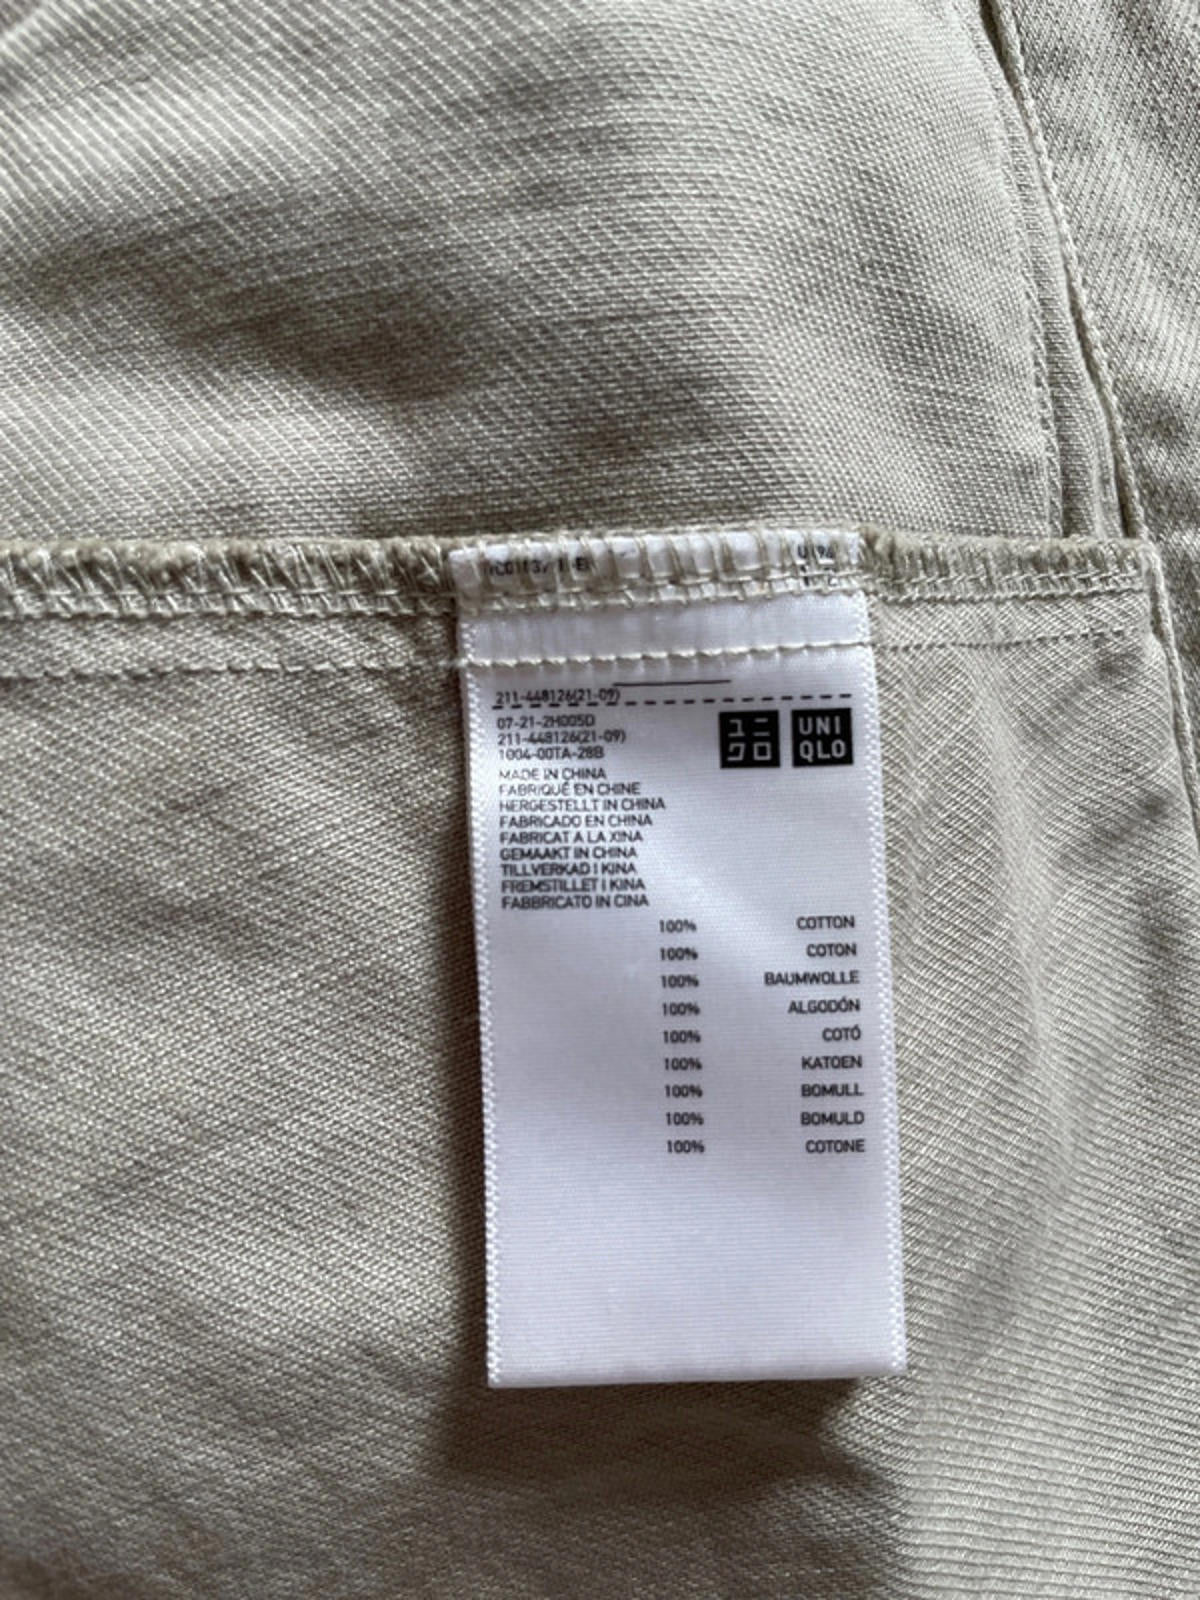 211-448126(21-09)
07-21-2H005D
211-448126(21-09)
1004-00TA-28B
ユニ
クロ
UNI
QLO
MADE IN CHINA
FABRIQUÉ EN CHINE
HERGESTELLT IN CHINA
FABRICADO EN CHINA
FABRICAT A LA XINA
GEMAAKT IN CHINA
TILLVERKAD I KINA
FREMSTILLET I KINA
FABBRICATO IN CINA
100% COTTON
100% COTON
100% BAUMWOLLE
100% ALGODÓN
100% COTÓ
100% KATOEN
100% BOMULL
100% BOMULD
100% COTONE